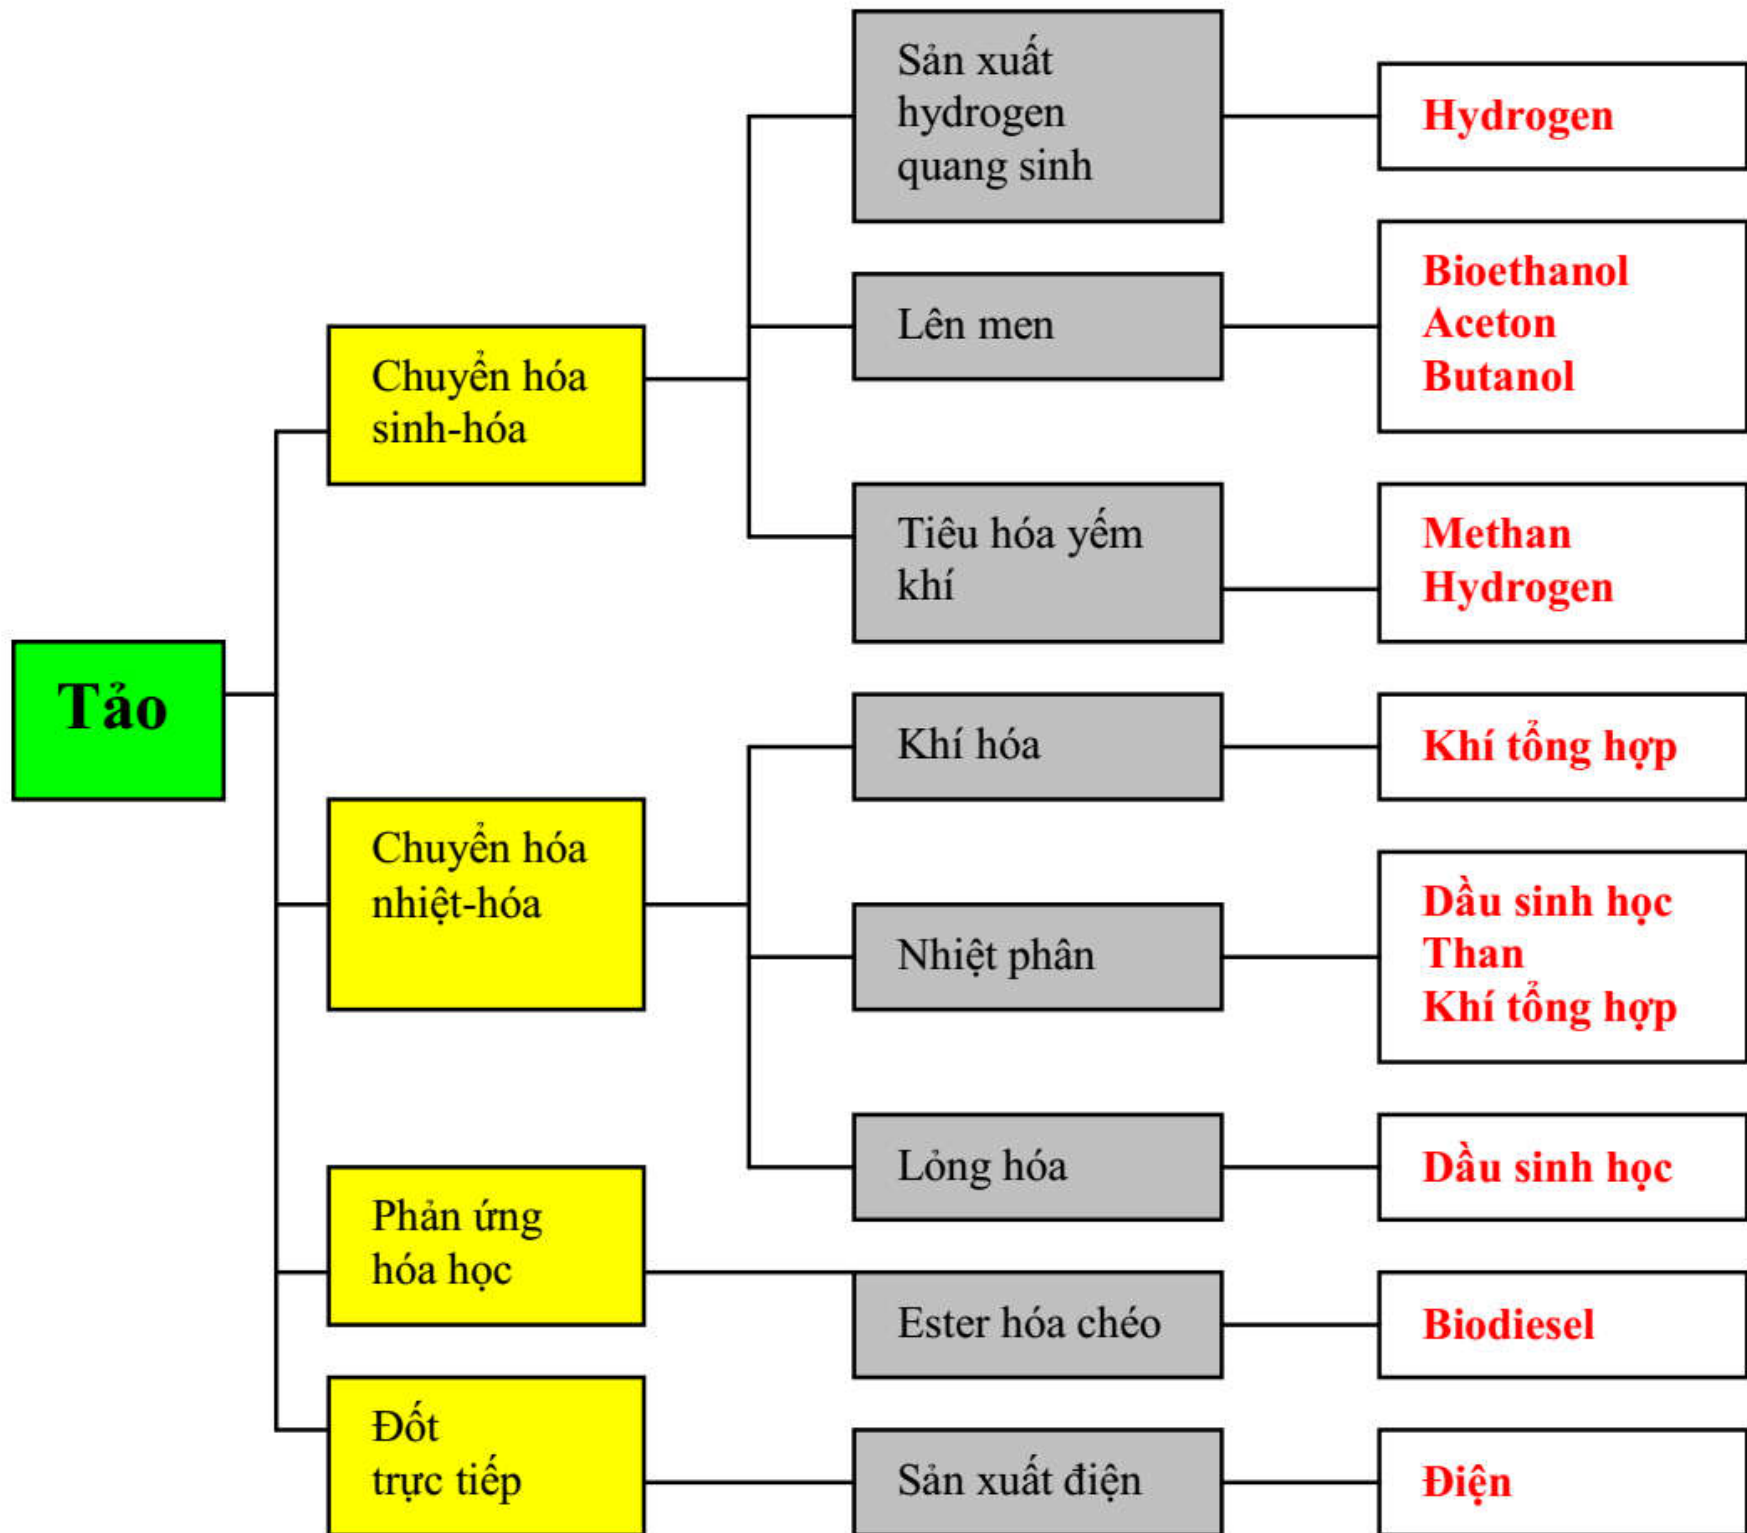 Tảo
Chuyển hóa
sinh-hóa
Sản xuất
hydrogen
quang sinh
Hydrogen
Lên men
Bioethanol
Aceton
Butanol
Tiêu hóa yếm
khí
Methan
Hydrogen
Chuyển hóa
nhiệt-hóa
Khí hóa
Khí tổng hợp
Nhiệt phân
Dầu sinh học
Than
Khí tổng hợp
Lỏng hóa
Dầu sinh học
Phản ứng
hóa học
Ester hóa chéo
Biodiesel
Đốt
trực tiếp
Sản xuất điện
Điện